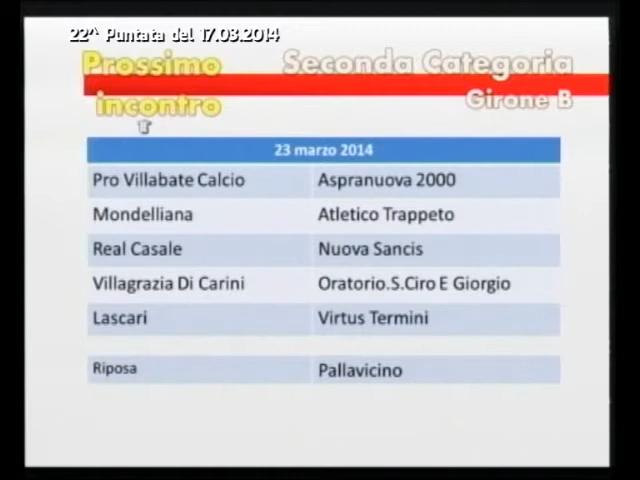 22^ Puntata del 17.03.2014
Prossimo incontro
Seconda Categoria
Girone B
23 marzo 2014
Pro Villabate Calcio Aspranuova 2000
Mondelliana Atletico Trappeto
Real Casale Nuova Sancis
Villagrazia Di Carini Oratorio.S.Ciro E Giorgio
Lascari Virtus Termini
Riposa Pallavicino